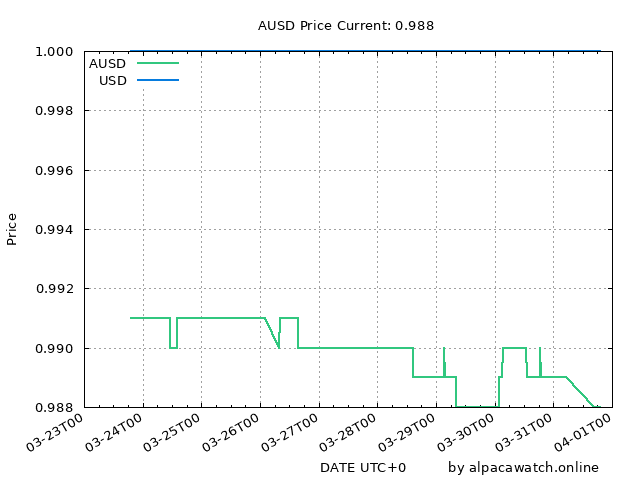 AUSD Price Current: 0.988
1.000
AUSD
USD
0.998
0.996
0.994
Price
0.992
0.990
0.988
03-23T00
03-24T00
03-25T00
03-26T00
03-27T00
03-28T00
03-29T00
03-30T00
03-31T00
04-01T00
DATE UTC+0 by alpacawatch.online